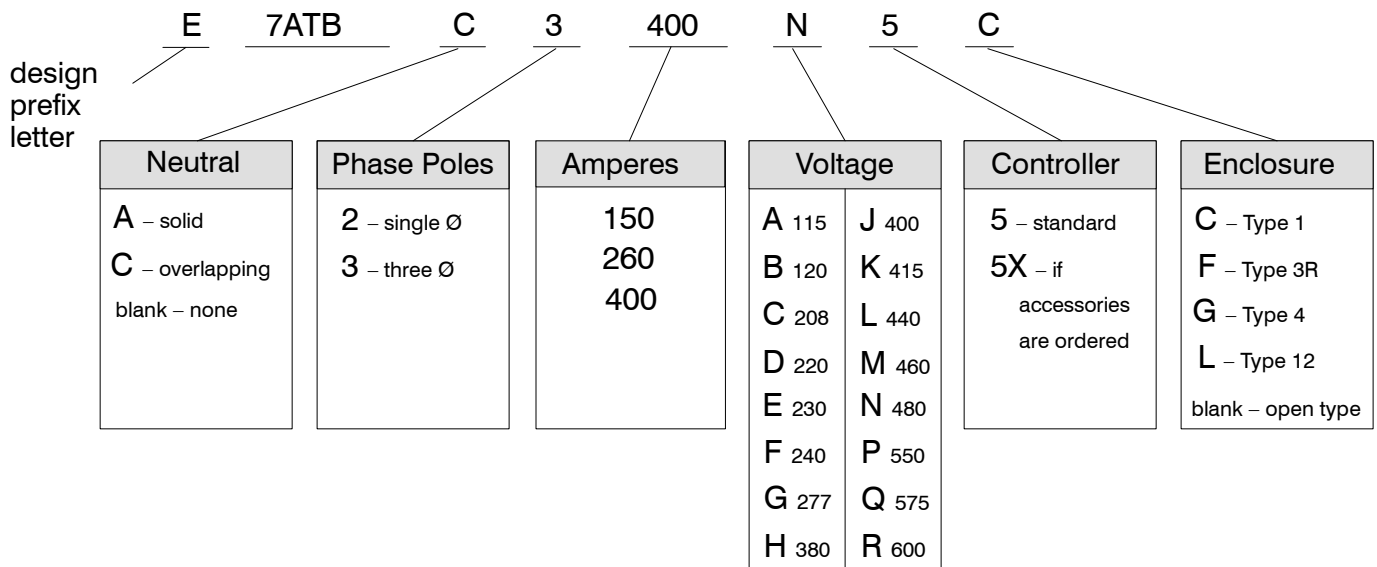 E 7ATB C 3 400 N 5 C
design
prefix
letter
Neutral
A – solid
C – overlapping
blank – none
Phase Poles
2 – single Ø
3 – three Ø
Amperes
150
260
400
Voltage
A 115 J 400
B 120 K 415
C 208 L 440
D 220 M 460
E 230 N 480
F 240 P 550
G 277 Q 575
H 380 R 600
Controller
5 – standard
5X – if
accessories
are ordered
Enclosure
C – Type 1
F – Type 3R
G – Type 4
L – Type 12
blank – open type